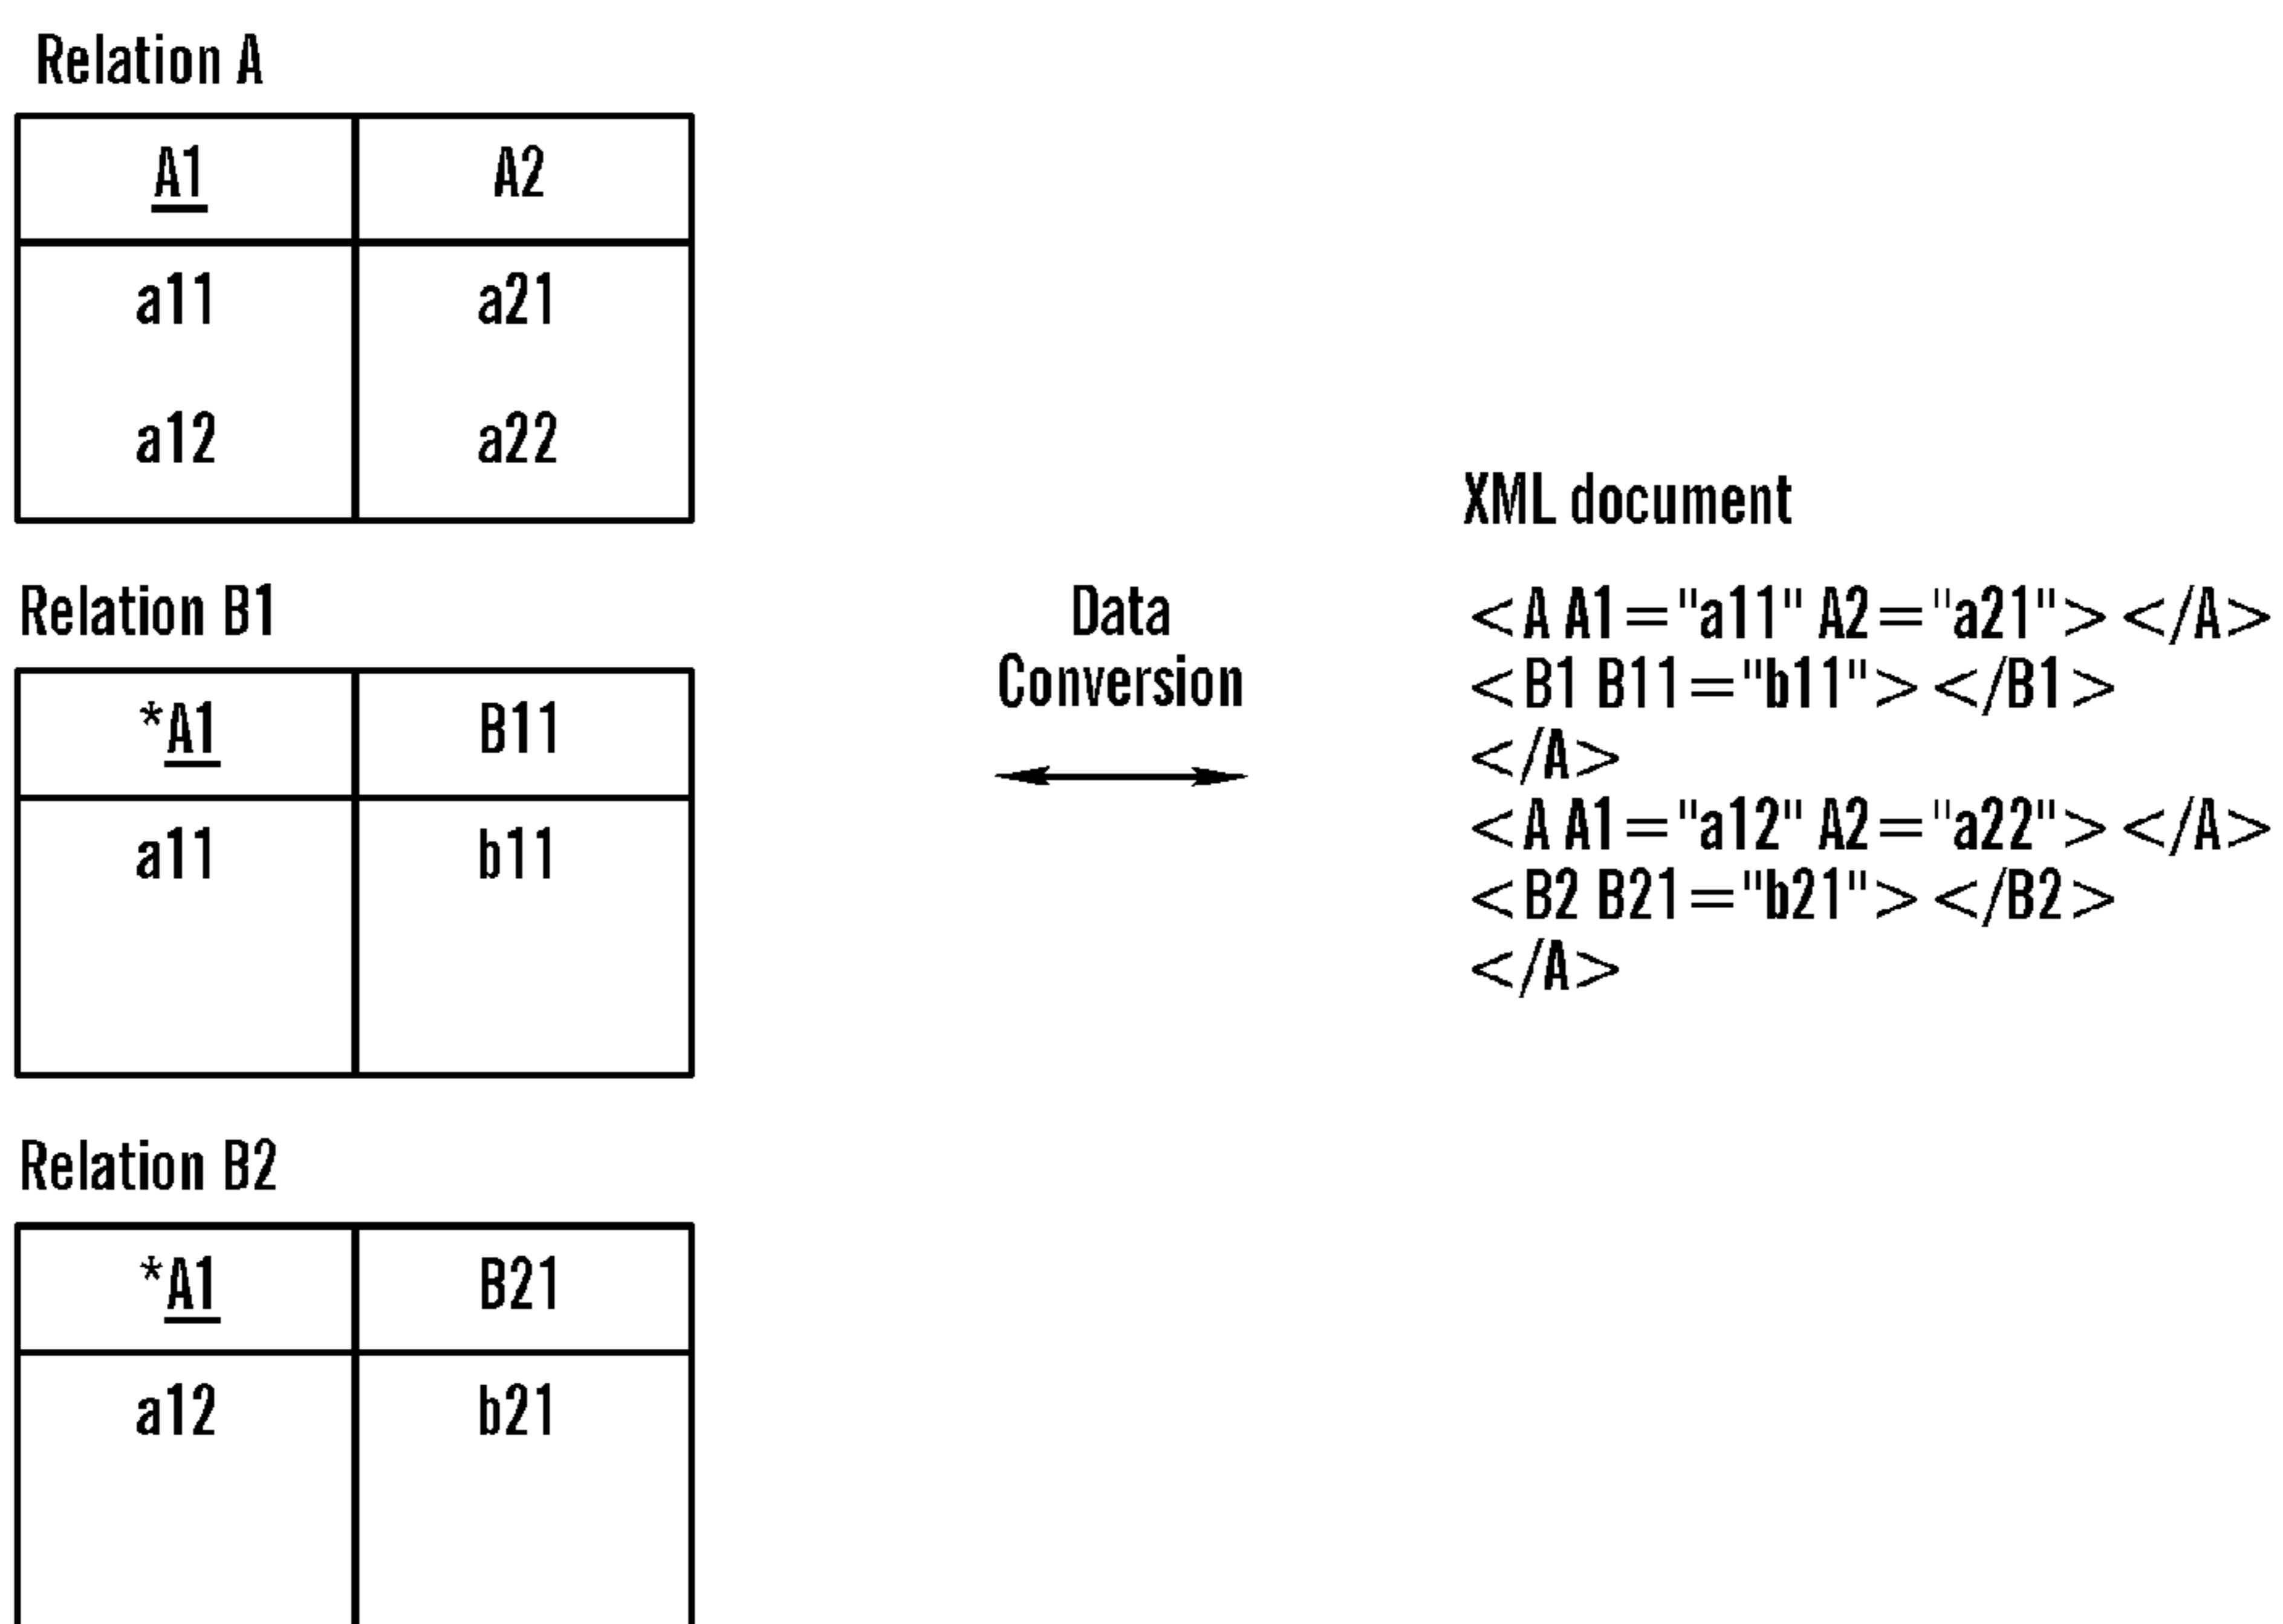 Relation A
A1 A2
a11 a21
a12 a22
Relation B1
*A1 B11
a11 b11
Relation B2
*A1 B21
a12 b21
Data
Conversion
XML document
<A A1="a11" A2="a21"></A>
<B1 B11="b11"></B1>
</A>
<A A1="a12" A2="a22"></A>
<B2 B21="b21"></B2>
</A>